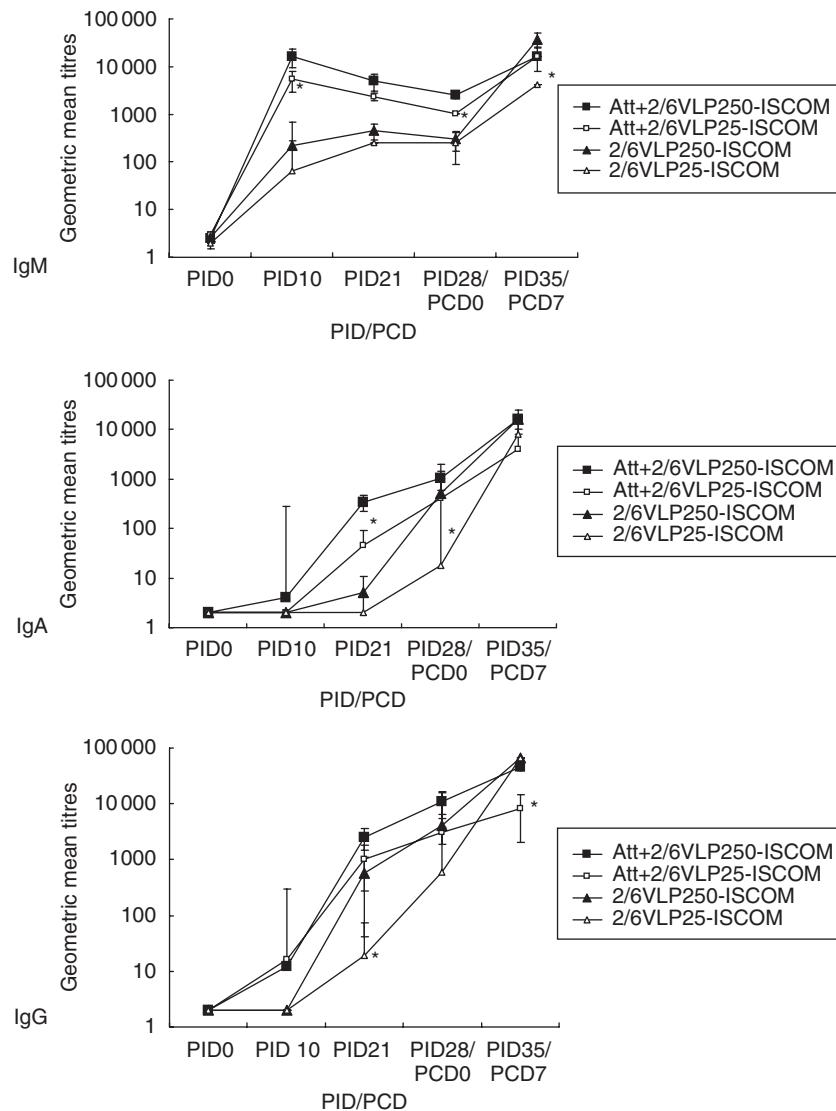 100 000
10 000
1000
100
10
1
Geometric mean titres
IgM
*
*
*
PID0 PID10 PID21 PID28/ PID35/
PCD0 PCD7
PID/PCD
Att+2/6VLP250-ISCOM
Att+2/6VLP25-ISCOM
2/6VLP250-ISCOM
2/6VLP25-ISCOM
100 000
10 000
1000
100
10
1
Geometric mean titres
IgA
*
*
PID0 PID10 PID21 PID28/ PID35/
PCD0 PCD7
PID/PCD
Att+2/6VLP250-ISCOM
Att+2/6VLP25-ISCOM
2/6VLP250-ISCOM
2/6VLP25-ISCOM
100 000
10 000
1000
100
10
1
Geometric mean titres
IgG
*
*
PID0 PID 10 PID21 PID28/ PID35/
PCD0 PCD7
PID/PCD
Att+2/6VLP250-ISCOM
Att+2/6VLP25-ISCOM
2/6VLP250-ISCOM
2/6VLP25-ISCOM